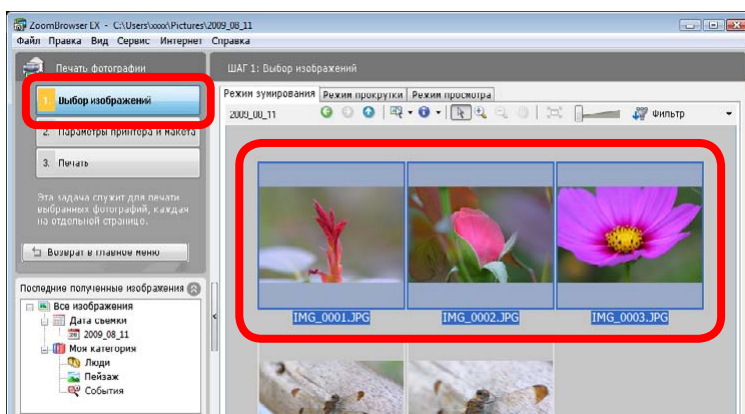 ZoomBrowser EX - C:\Users\xxxx\Pictures\2009_08_11
Файл Правка Вид Сервис Интернет Справка
Печать фотографии
ШАГ 1: Выбор изображений
1. Выбор изображений
2. Параметры принтера и макета
3. Печать
Эта задача служит для печати
выбранных фотографий, каждая
на отдельной странице.
Возврат в главное меню
Режим зумирования Режим прокрутки Режим просмотра
2009_08_11 Фильтр
IMG_0001.JPG IMG_0002.JPG IMG_0003.JPG
Последние полученные изображения
Все изображения
Дата съемки
2009_08_11
Моя категория
Люди
Пейзаж
События